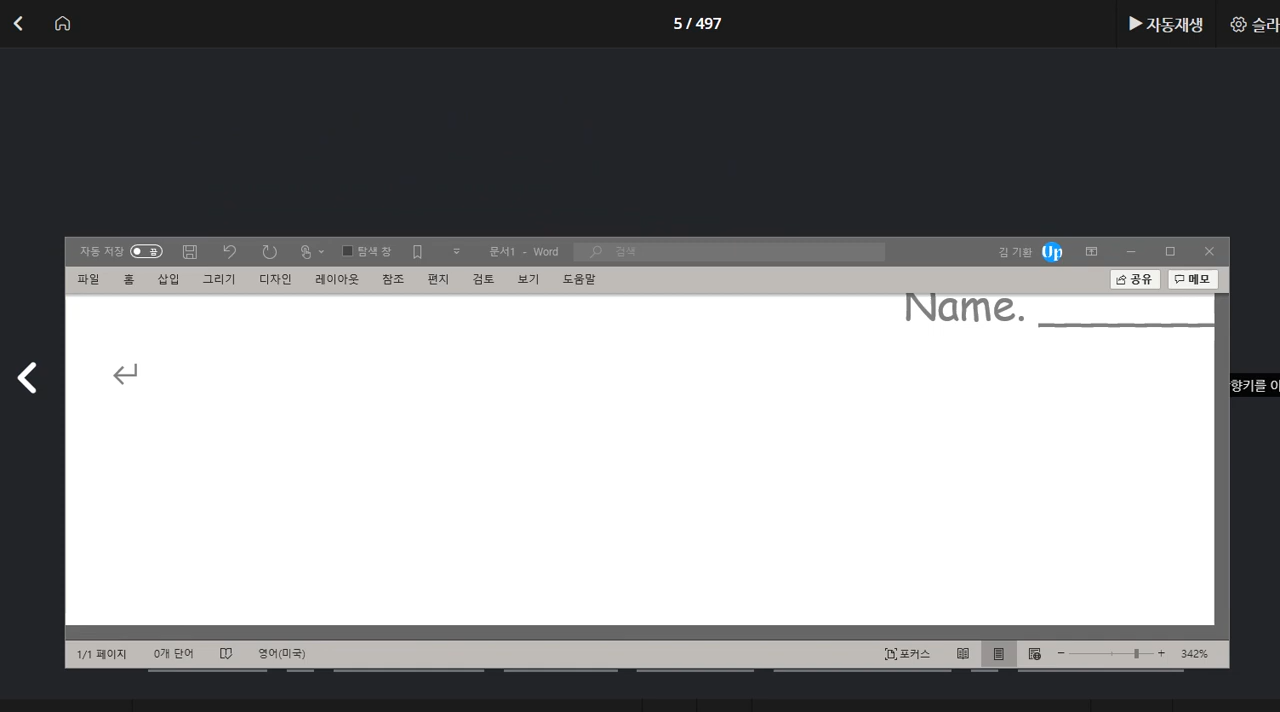 5 / 497
자동재생
슬라
자동 저장 끔
탐색 창
문서1 - Word
검색
김 기환
Up
파일 홈 삽입 그리기 디자인 레이아웃 참조 편지 검토 보기 도움말
공유 메모
Name. ________
향키를 이
1/1 페이지 0개 단어 영어(미국)
포커스
342%